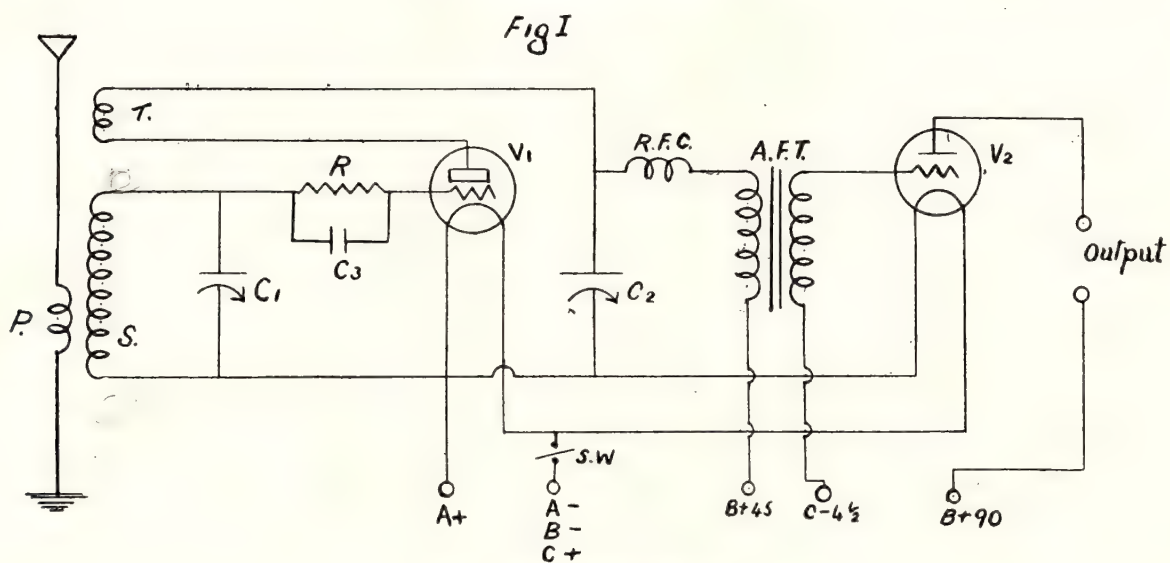 Fig I
T.
R.F.C.
A.F.T.
V1
V2
R
C3
C1
C2
Output
P.
S.
S.W
A+
A-
B-
C+
B+45
C-4½
B+90